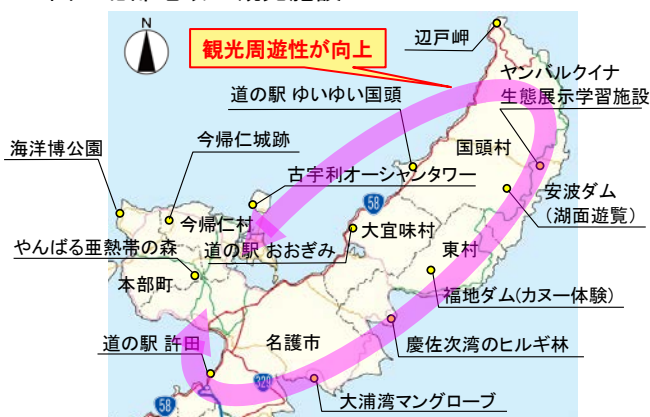 N
観光周遊性が向上
辺戸岬
ヤンバルクイナ
生態展示学習施設
道の駅 ゆいゆい国頭
海洋博公園
今帰仁城跡
国頭村
古宇利オーシャンタワー
安波ダム
(湖面遊覧)
58
今帰仁村
大宜味村
やんばる亜熱帯の森
道の駅 おおぎみ
東村
本部町
福地ダム(カヌー体験)
道の駅 許田
名護市
慶佐次湾のヒルギ林
329
58
大浦湾マングローブ